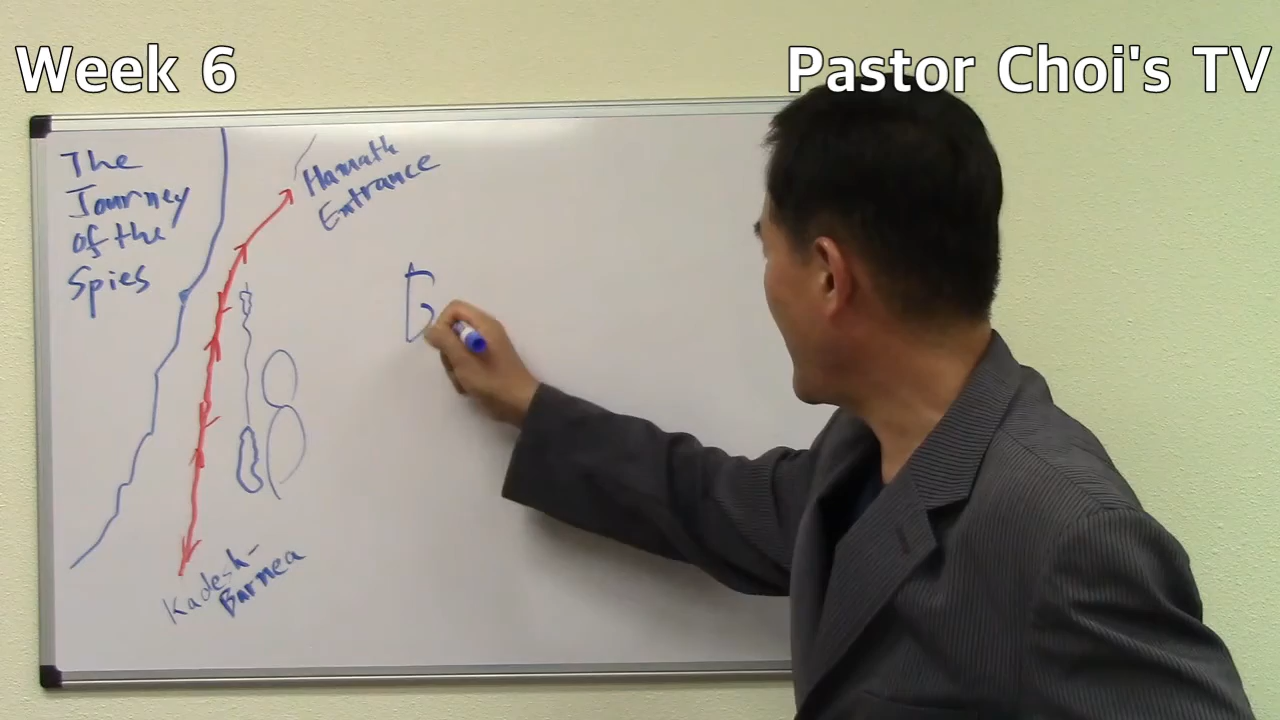 Week 6
Pastor Choi's TV
The
Journey
of the
Spies
Hamath
Entrance
Kadesh-
Barnea